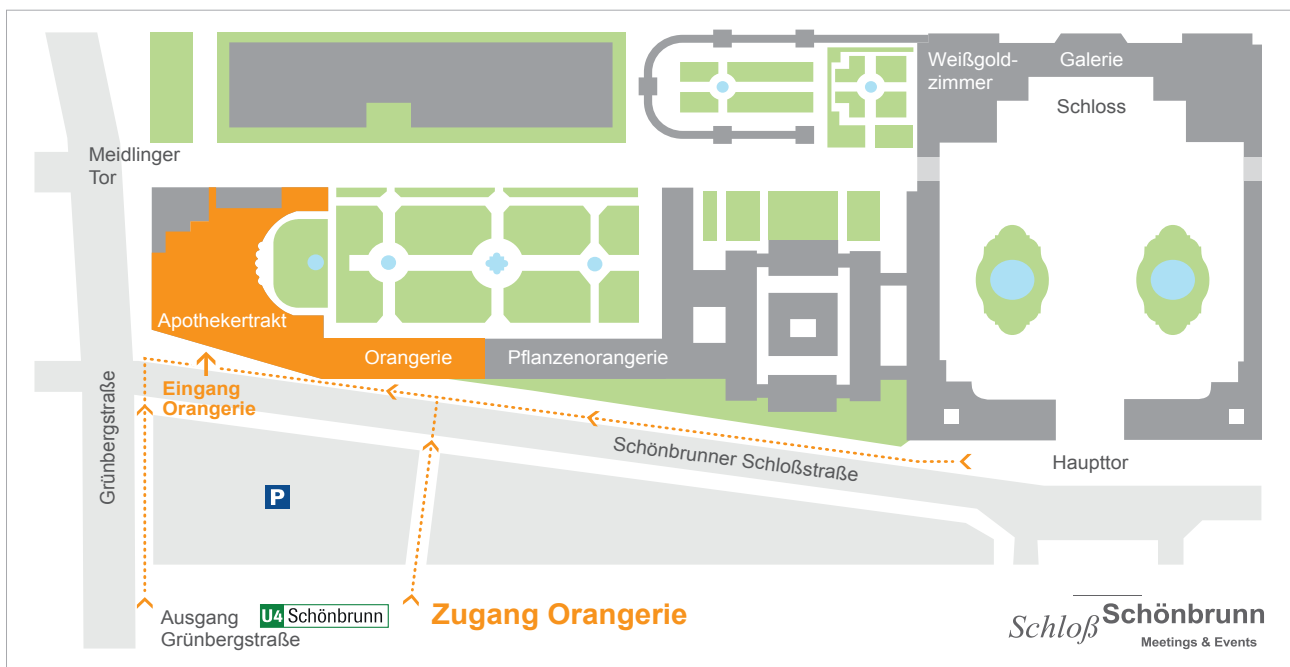 Weißgold-
zimmer
Galerie
Schloss
Meidlinger
Tor
Apothekertrakt
Orangerie
Pflanzenorangerie
Eingang
Orangerie
Grünbergstraße
Schönbrunner Schloßstraße
Haupttor
P
Ausgang
Grünbergstraße
U4 Schönbrunn
Zugang Orangerie
Schloß Schönbrunn
Meetings & Events